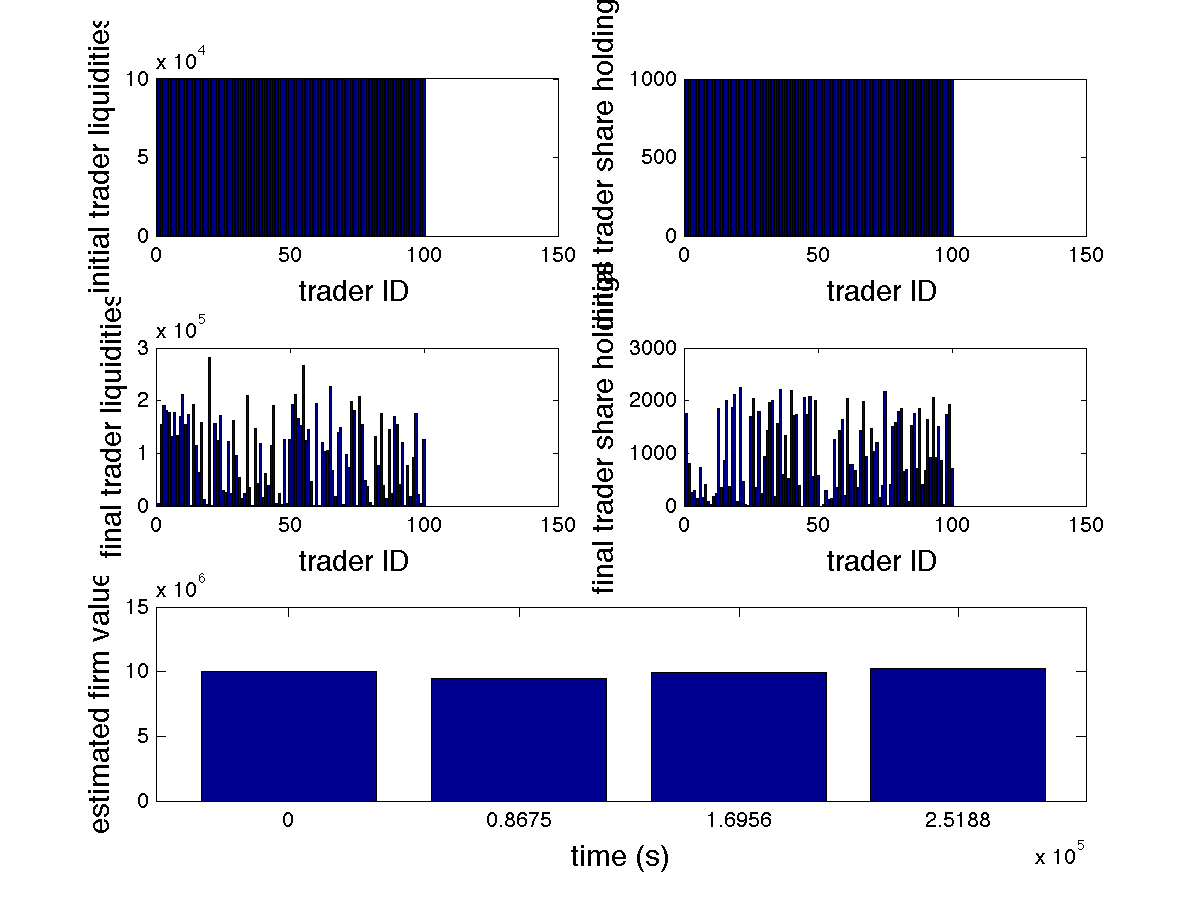 initial trader liquidities
x 10^4
10
5
0
0 50 100 150
trader ID
trader share holding
1000
500
0
0 50 100 150
trader ID
final trader liquidities
x 10^5
3
2
1
0
0 50 100 150
trader ID
final trader share holdings
3000
2000
1000
0
0 50 100 150
trader ID
estimated firm value
x 10^6
15
10
5
0
0 0.8675 1.6956 2.5188
time (s)
x 10^5